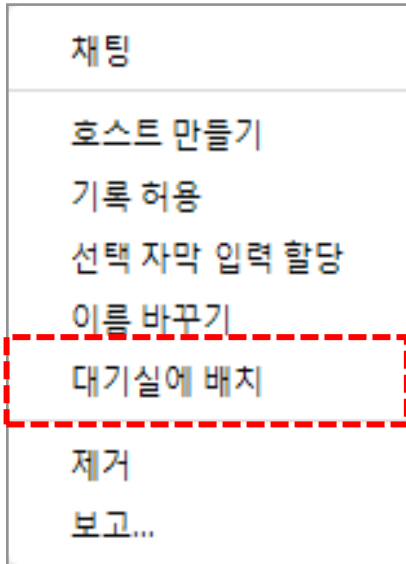 채팅
호스트 만들기
기록 허용
선택 자막 입력 할당
이름 바꾸기
대기실에 배치
제거
보고...